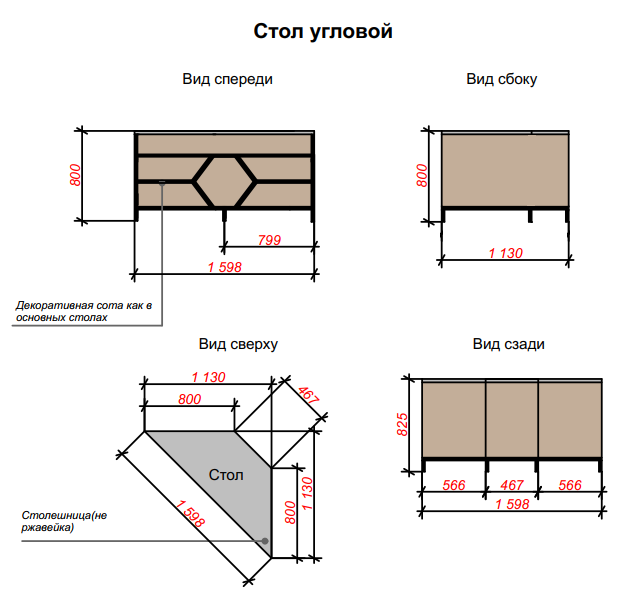 Стол угловой
Вид спереди
Вид сбоку
800
799
1 598
800
1 130
Декоративная сота как в
основных столах
Вид сверху
Вид сзади
1 130
800
467
Стол
1 598
800
1 130
Столешница(не
ржавейка)
825
566
467
566
1 598